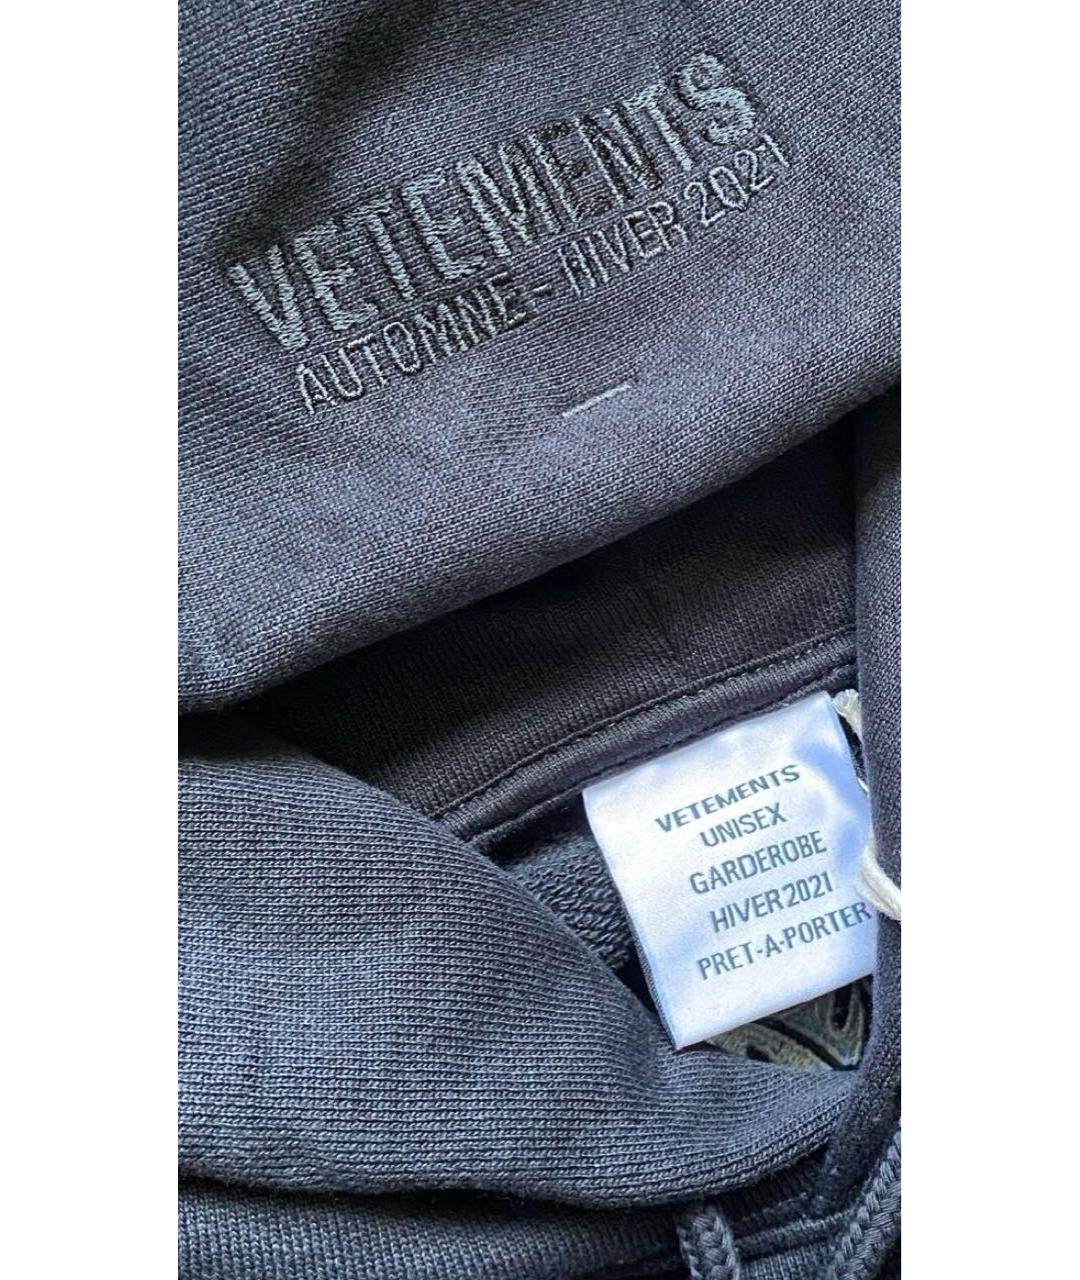 VETEMENTS
AUTOMNE - HIVER 2021
VETEMENTS
UNISEX
GARDEROBE
HIVER 2021
PRET-A-PORTER